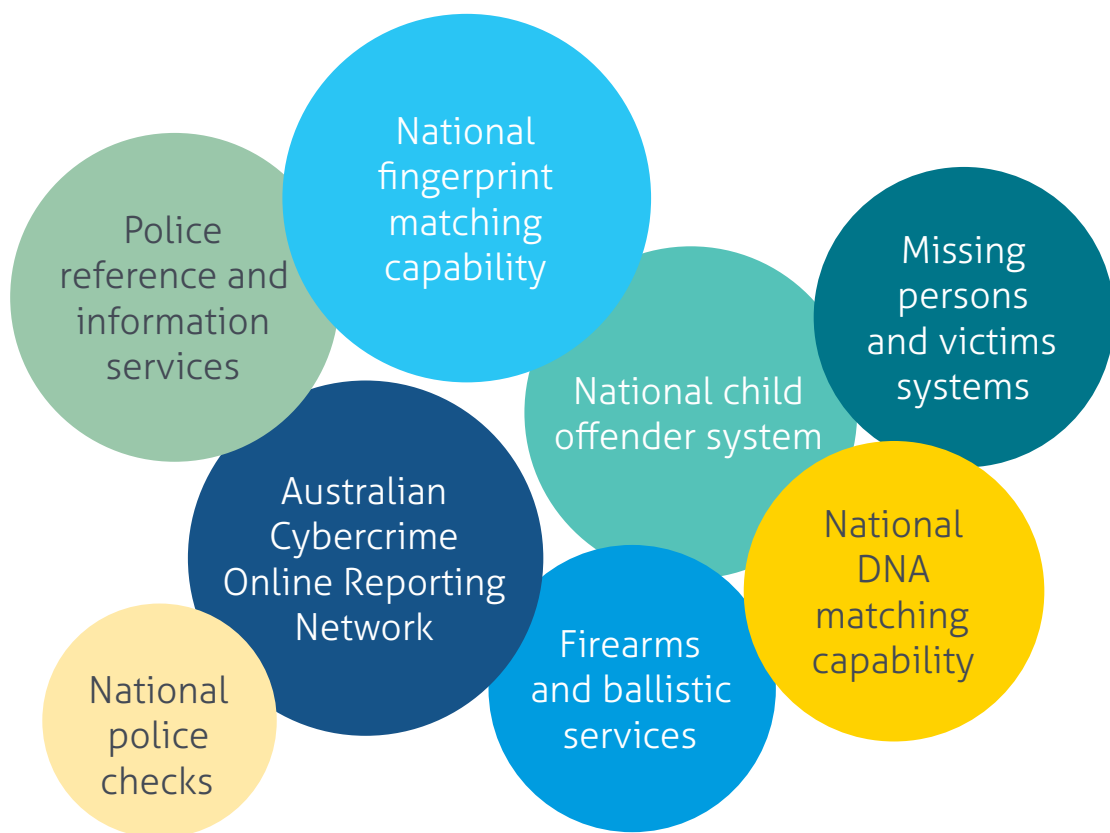 National
fingerprint
matching
capability
Police
reference and
information
services
Missing
persons
and victims
systems
National child
offender system
Australian
Cybercrime
Online Reporting
Network
National
DNA
matching
capability
Firearms
and ballistic
services
National
police
checks